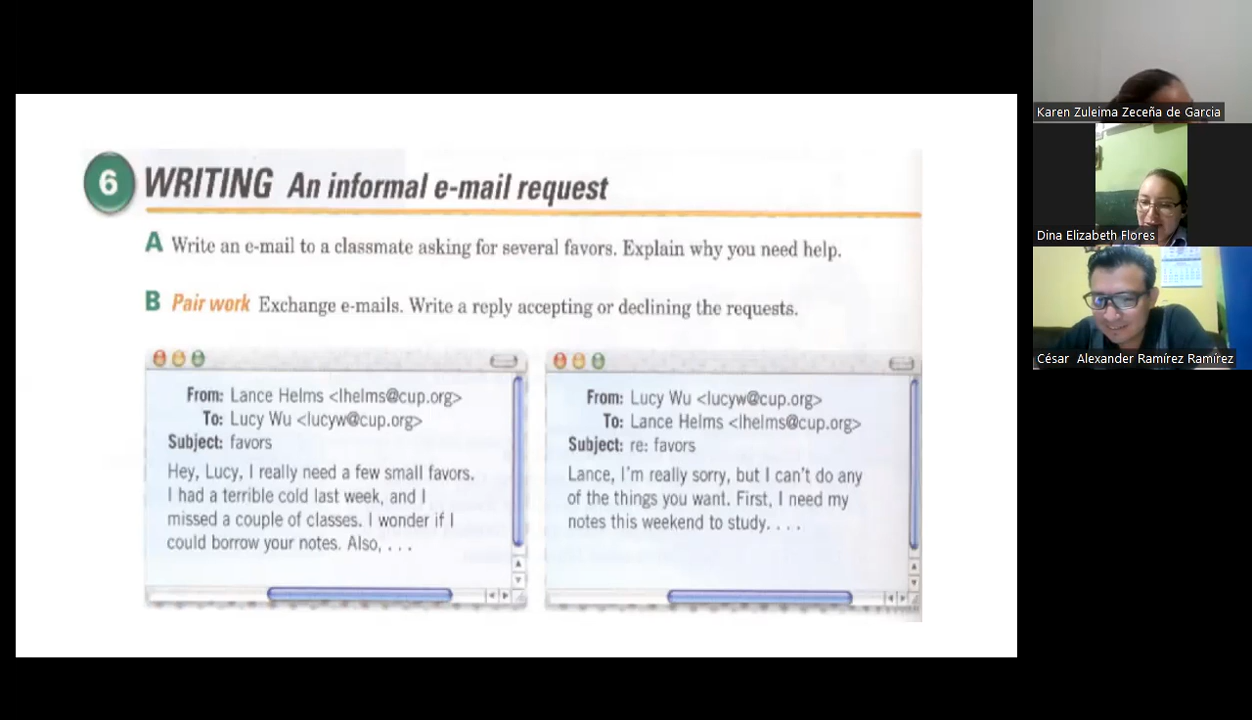 6 WRITING An informal e-mail request
A Write an e-mail to a classmate asking for several favors. Explain why you need help.
B Pair work Exchange e-mails. Write a reply accepting or declining the requests.
From: Lance Helms <lhelms@cup.org>
To: Lucy Wu <lucyw@cup.org>
Subject: favors
Hey, Lucy, I really need a few small favors.
I had a terrible cold last week, and I
missed a couple of classes. I wonder if I
could borrow your notes. Also, . . .
From: Lucy Wu <lucyw@cup.org>
To: Lance Helms <lhelms@cup.org>
Subject: re: favors
Lance, I'm really sorry, but I can't do any
of the things you want. First, I need my
notes this weekend to study. . . .
Karen Zuleima Zeceña de Garcia
Dina Elizabeth Flores
César Alexander Ramírez Ramírez